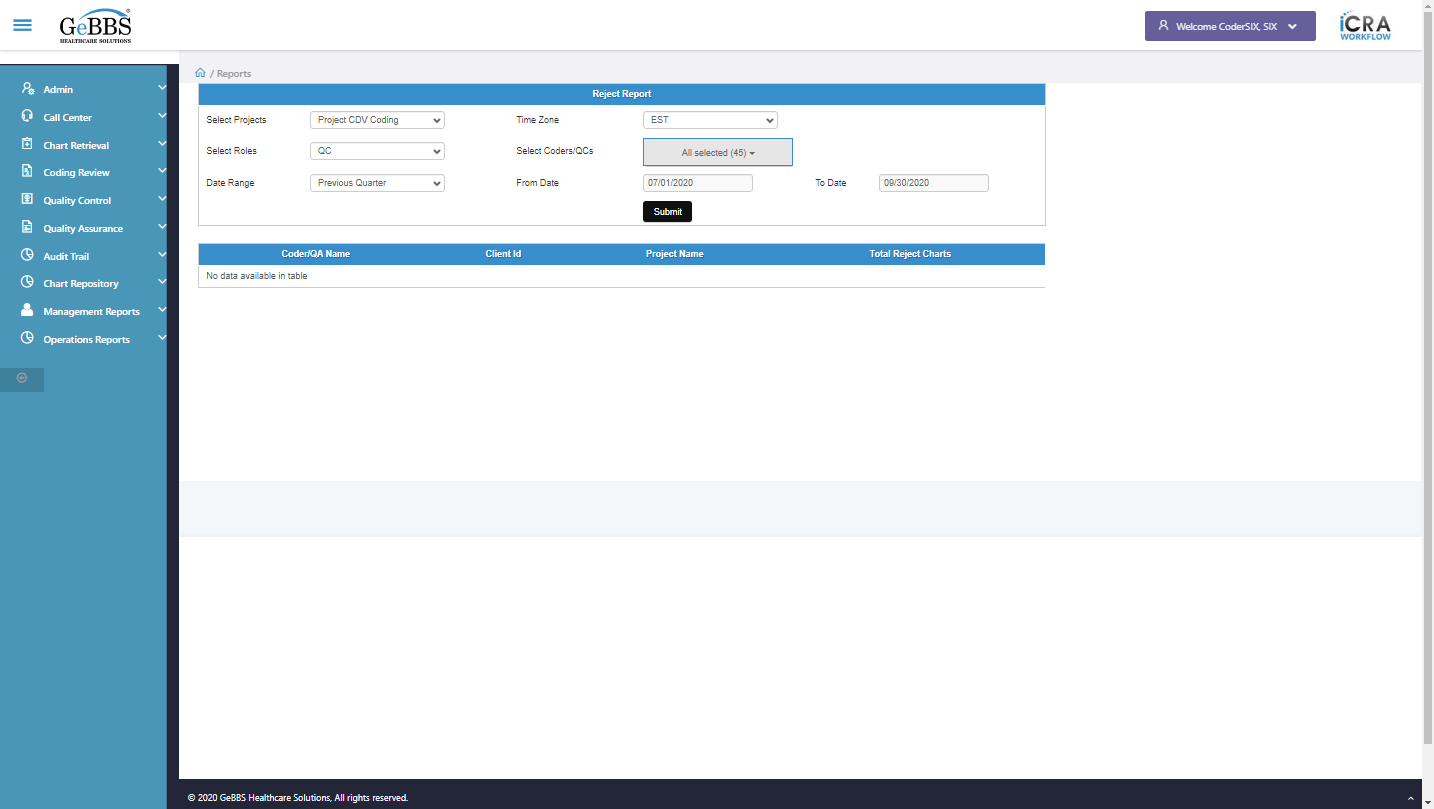 GeBBS®
HEALTHCARE SOLUTIONS
Welcome CoderSIX, SIX
iCRA
WORKFLOW
/ Reports
Admin
Call Center
Chart Retrieval
Coding Review
Quality Control
Quality Assurance
Audit Trail
Chart Repository
Management Reports
Operations Reports
Reject Report
Select Projects Project CDV Coding Time Zone EST
Select Roles QC Select Coders/QCs All selected (45)
Date Range Previous Quarter From Date 07/01/2020 To Date 09/30/2020
Submit
Coder/QA Name Client Id Project Name Total Reject Charts
No data available in table
© 2020 GeBBS Healthcare Solutions, All rights reserved.